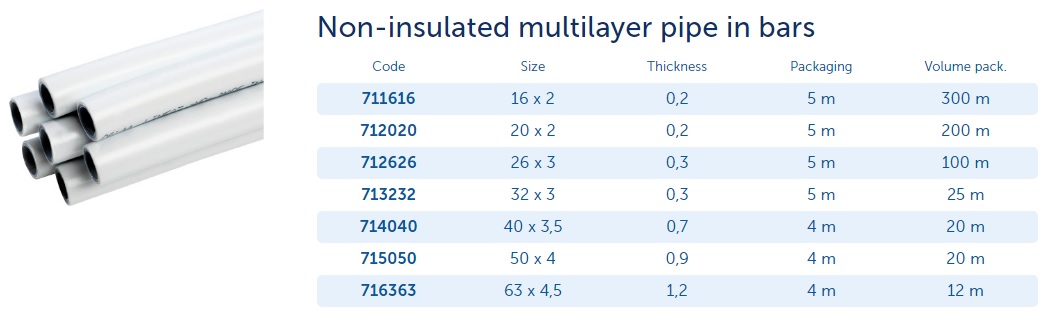 Non-insulated multilayer pipe in bars
Code Size Thickness Packaging Volume pack.
711616 16 x 2 0,2 5 m 300 m
712020 20 x 2 0,2 5 m 200 m
712626 26 x 3 0,3 5 m 100 m
713232 32 x 3 0,3 5 m 25 m
714040 40 x 3,5 0,7 4 m 20 m
715050 50 x 4 0,9 4 m 20 m
716363 63 x 4,5 1,2 4 m 12 m